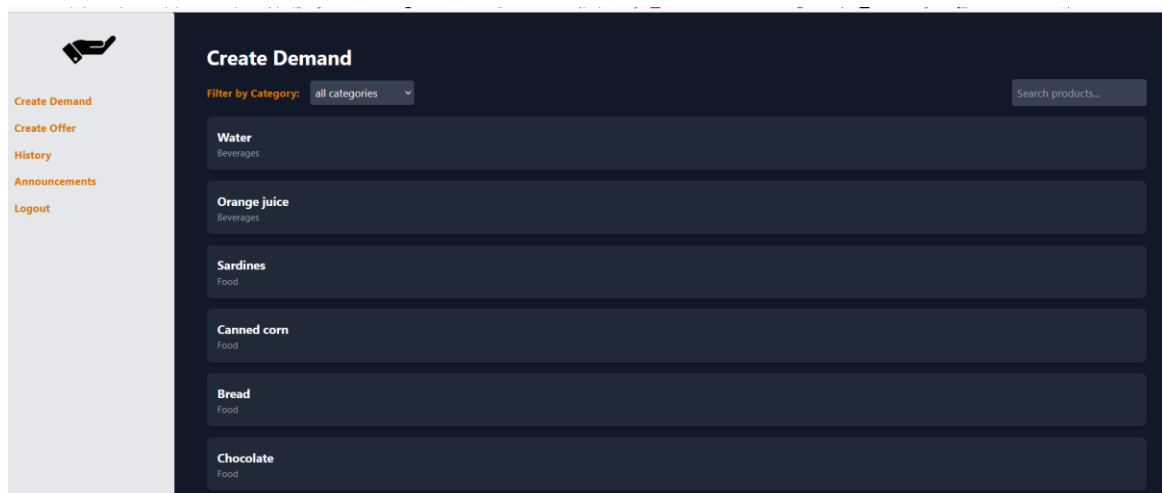 Create Demand
Create Offer
History
Announcements
Logout
Create Demand
Filter by Category: all categories
Search products...
Water
Beverages
Orange juice
Beverages
Sardines
Food
Canned corn
Food
Bread
Food
Chocolate
Food